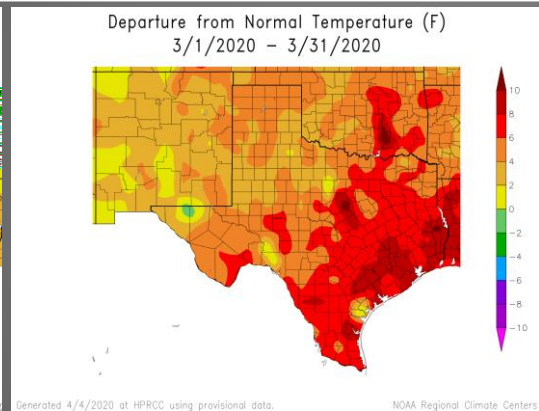 Departure from Normal Temperature (F)
3/1/2020 – 3/31/2020
10
8
6
4
2
0
−2
−4
−6
−8
−10
Generated 4/4/2020 at HPRCC using provisional data.
NOAA Regional Climate Centers